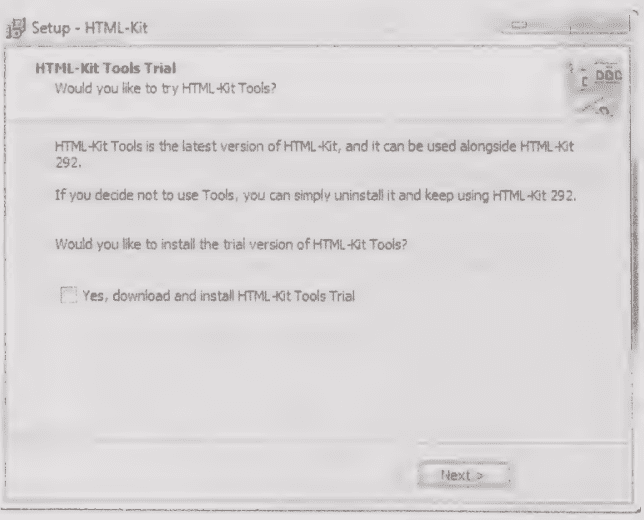 Setup - HTML-Kit
HTML-Kit Tools Trial
Would you like to try HTML-Kit Tools?
HTML-Kit Tools is the latest version of HTML-Kit, and it can be used alongside HTML-Kit
292.
If you decide not to use Tools, you can simply uninstall it and keep using HTML-Kit 292.
Would you like to install the trial version of HTML-Kit Tools?
Yes, download and install HTML-Kit Tools Trial
Next >